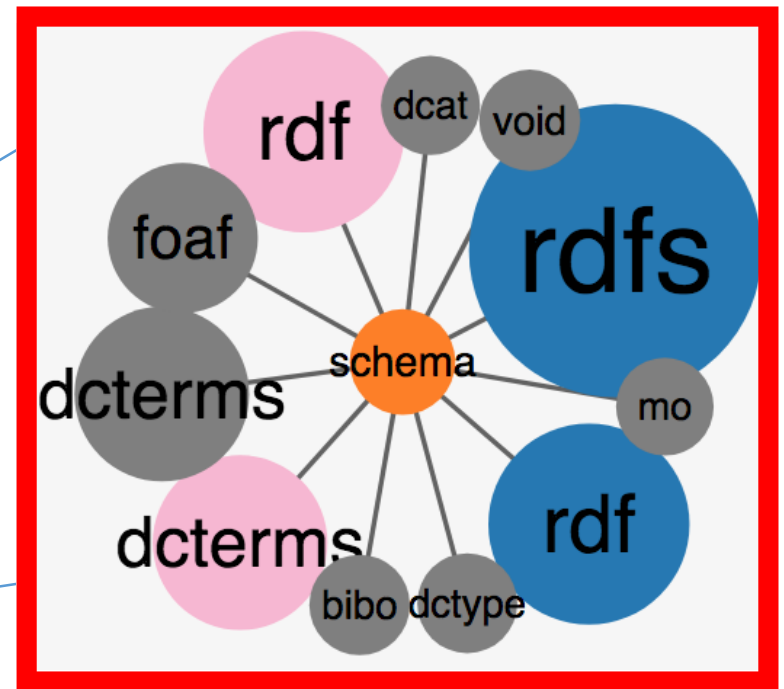 rdf
dcat
void
foaf
rdfs
schema
dcterms
mo
rdf
dcterms
bibo
dctype